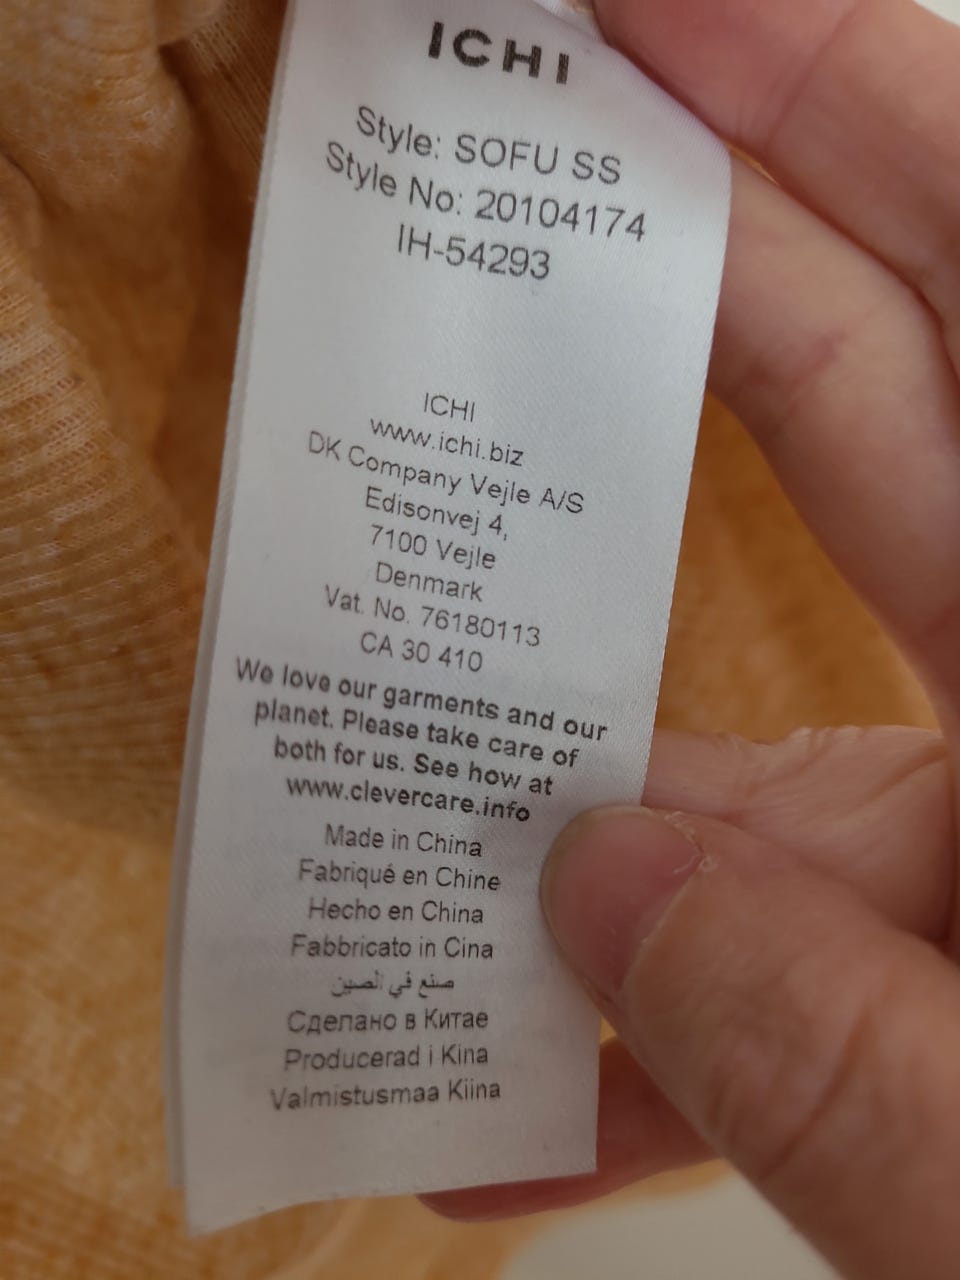 ICHI
Style: SOFU SS
Style No: 20104174
IH-54293
ICHI
www.ichi.biz
DK Company Vejle A/S
Edisonvej 4,
7100 Vejle
Denmark
Vat. No. 76180113
CA 30 410
We love our garments and our
planet. Please take care of
both for us. See how at
www.clevercare.info
Made in China
Fabriqué en Chine
Hecho en China
Fabbricato in Cina
صنع في الصين
Сделано в Китае
Producerad i Kina
Valmistusmaa Kiina